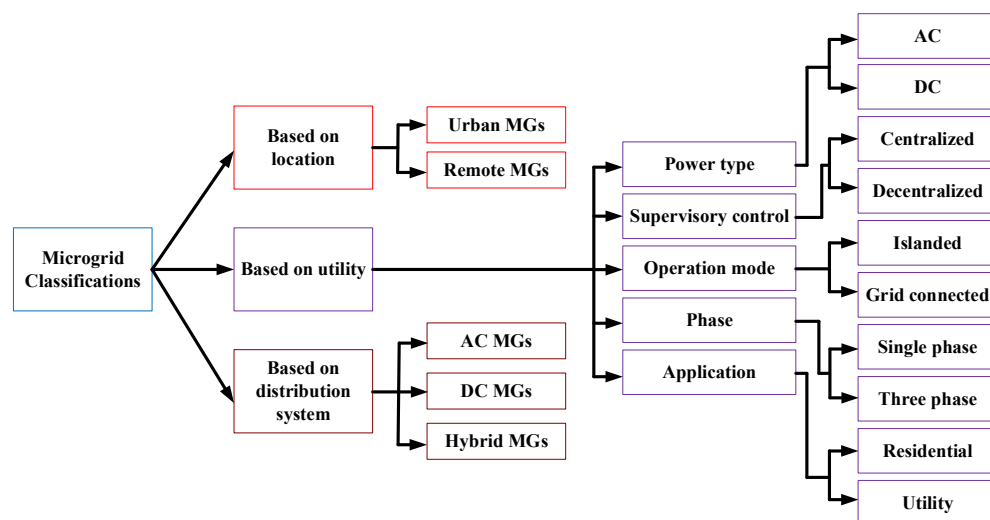 Microgrid
Classifications
Based on
location
Urban MGs
Remote MGs
Based on utility
Based on
distribution
system
AC MGs
DC MGs
Hybrid MGs
Power type
Supervisory control
Operation mode
Phase
Application
AC
DC
Centralized
Decentralized
Islanded
Grid connected
Single phase
Three phase
Residential
Utility